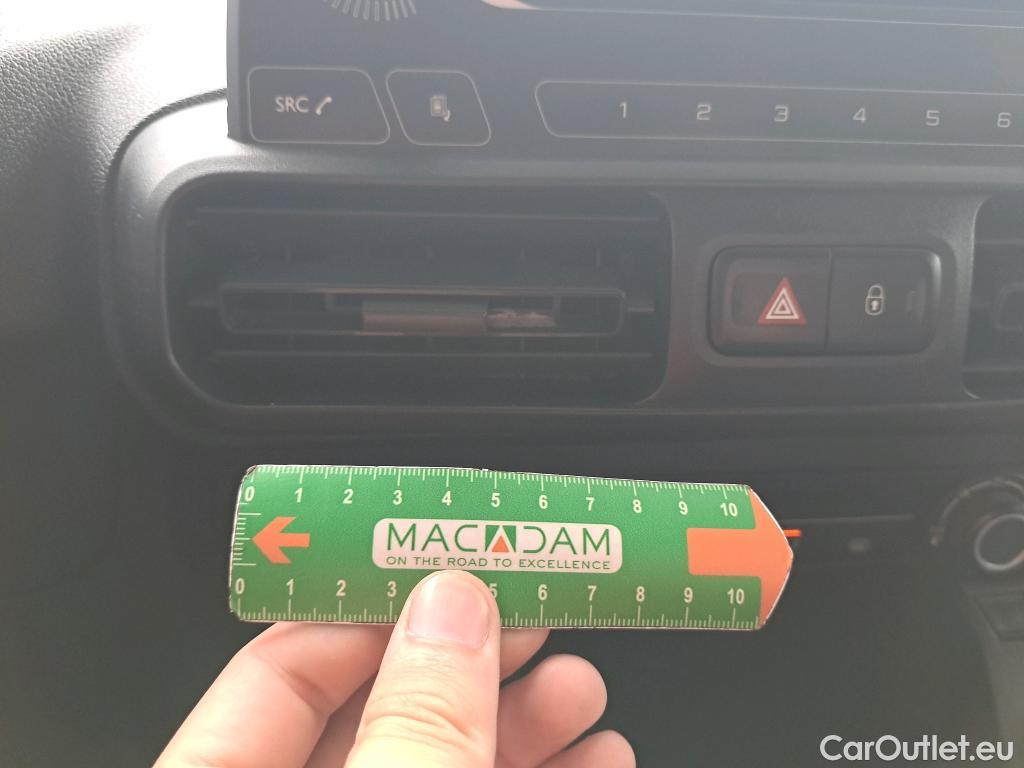 SRC
1 2 3 4 5 6
0 1 2 3 4 5 6 7 8 9 10
MACADAM
ON THE ROAD TO EXCELLENCE
0 1 2 3 5 6 7 8 9 10
CarOutlet.eu